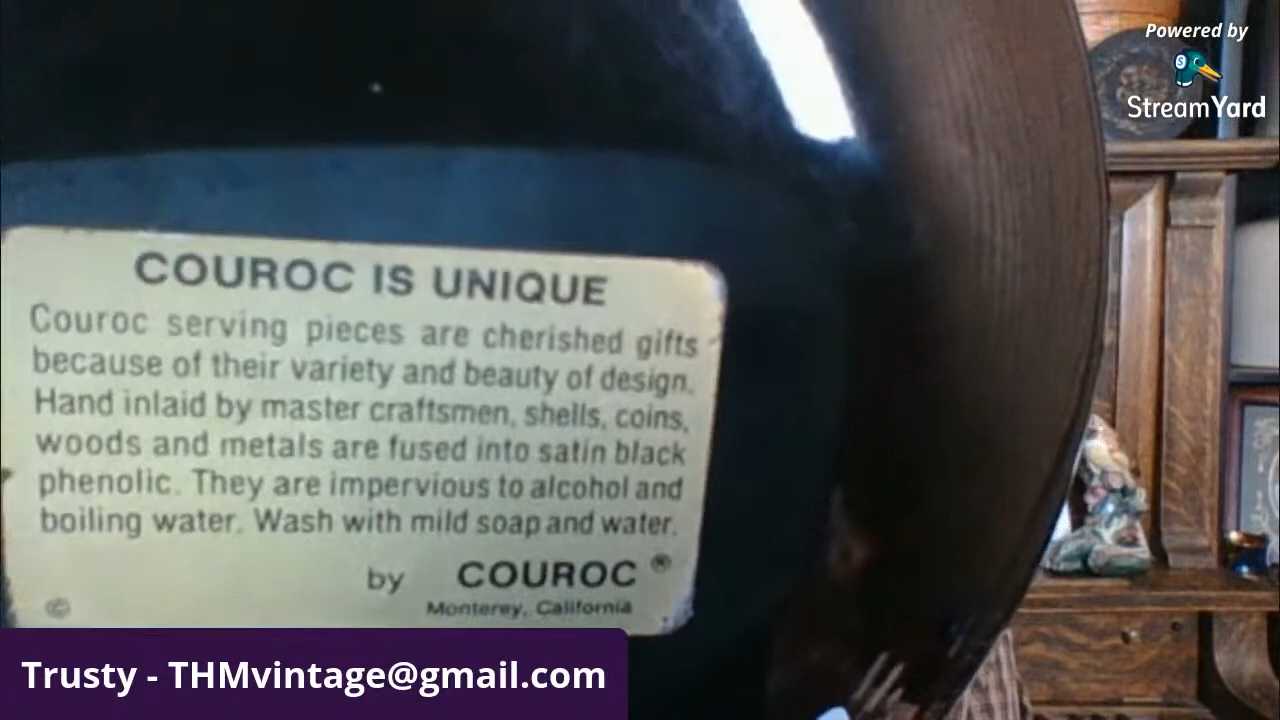 Powered by
StreamYard
COUROC IS UNIQUE
Couroc serving pieces are cherished gifts
because of their variety and beauty of design.
Hand inlaid by master craftsmen, shells, coins,
woods and metals are fused into satin black
phenolic. They are impervious to alcohol and
boiling water. Wash with mild soap and water.
by COUROC ®
© Monterey, California
Trusty - THMvintage@gmail.com